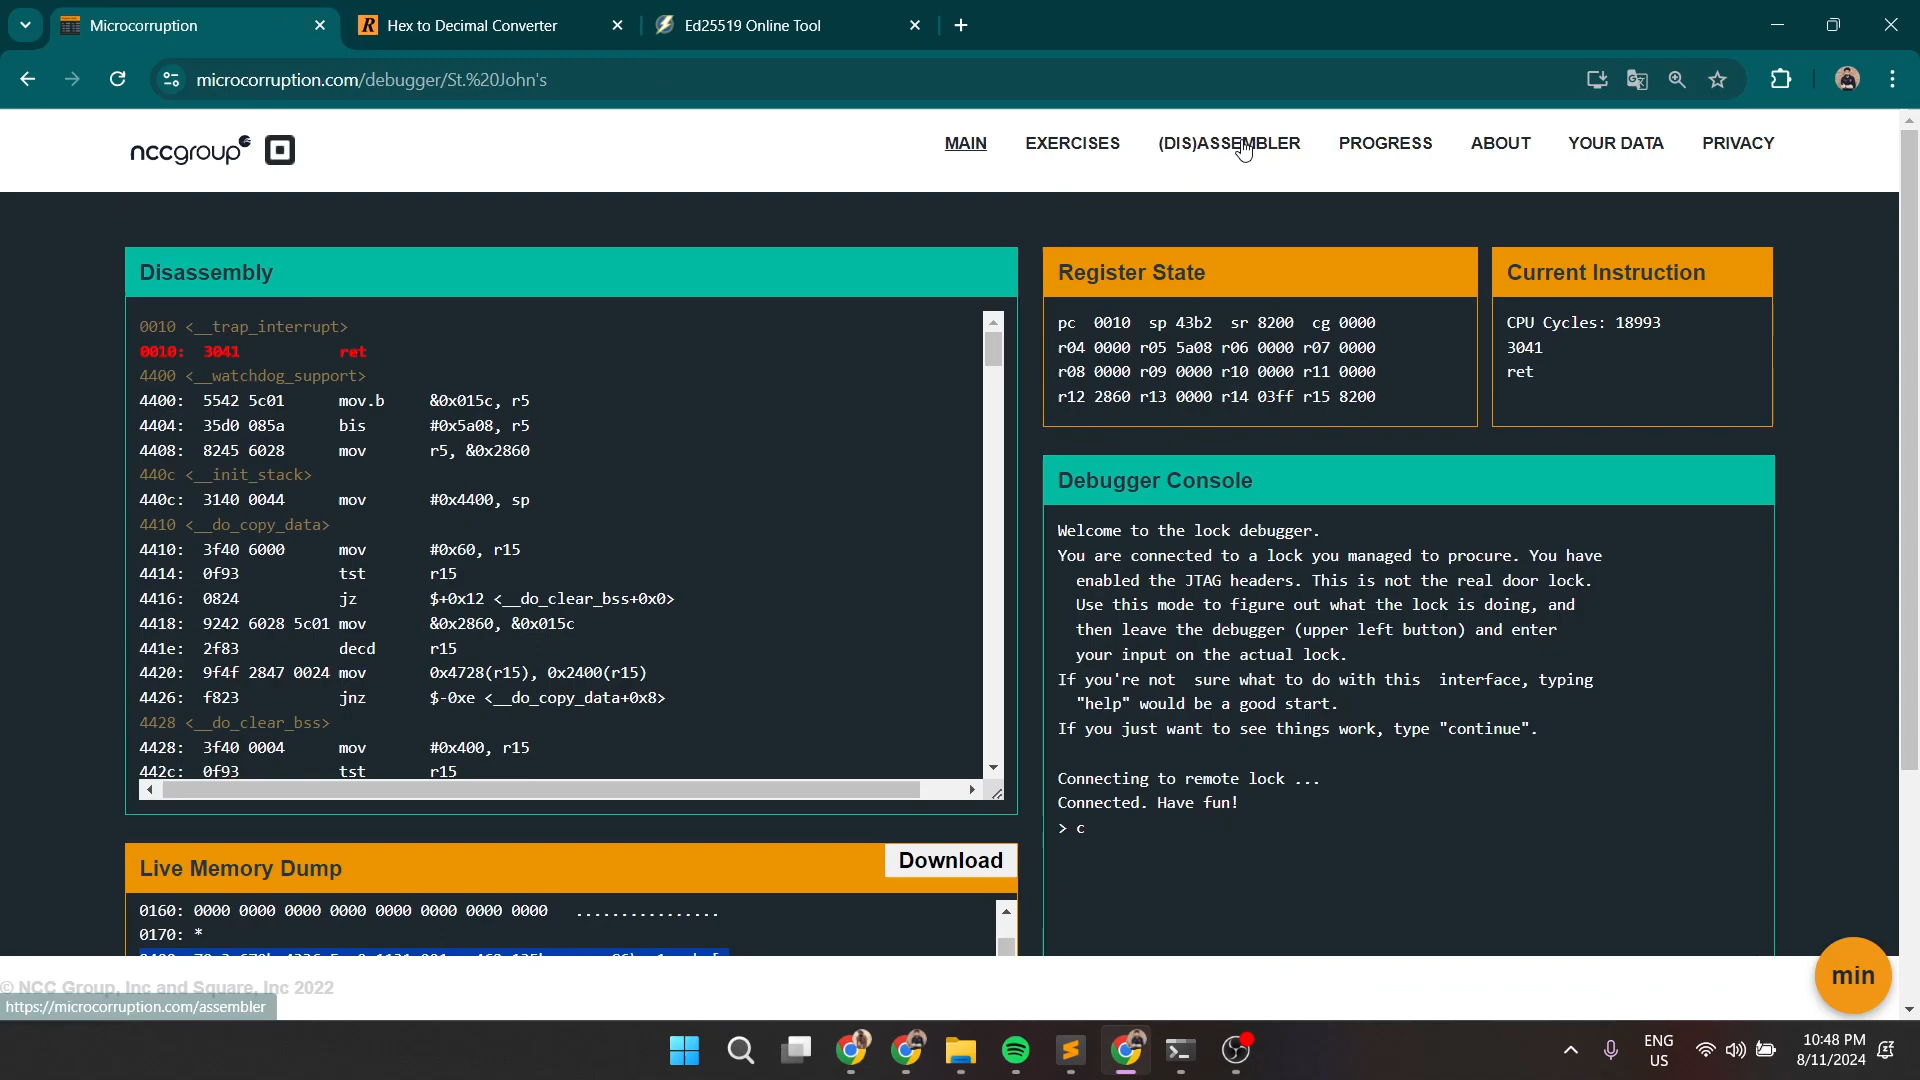 Microcorruption
Hex to Decimal Converter
Ed25519 Online Tool
microcorruption.com/debugger/St.%20John's
nccgroup
MAIN
EXERCISES
(DIS)ASSEMBLER
PROGRESS
ABOUT
YOUR DATA
PRIVACY
Disassembly
0010 <__trap_interrupt>
0010: 3041 ret
4400 <__watchdog_support>
4400: 5542 5c01 mov.b &0x015c, r5
4404: 35d0 085a bis #0x5a08, r5
4408: 8245 6028 mov r5, &0x2860
440c <__init_stack>
440c: 3140 0044 mov #0x4400, sp
4410 <__do_copy_data>
4410: 3f40 6000 mov #0x60, r15
4414: 0f93 tst r15
4416: 0824 jz $+0x12 <__do_clear_bss+0x0>
4418: 9242 6028 5c01 mov &0x2860, &0x015c
441e: 2f83 decd r15
4420: 9f4f 2847 0024 mov 0x4728(r15), 0x2400(r15)
4426: f823 jnz $-0xe <__do_copy_data+0x8>
4428 <__do_clear_bss>
4428: 3f40 0004 mov #0x400, r15
442c: 0f93 tst r15
Register State
pc 0010 sp 43b2 sr 8200 cg 0000
r04 0000 r05 5a08 r06 0000 r07 0000
r08 0000 r09 0000 r10 0000 r11 0000
r12 2860 r13 0000 r14 03ff r15 8200
Current Instruction
CPU Cycles: 18993
3041
ret
Debugger Console
Welcome to the lock debugger.
You are connected to a lock you managed to procure. You have
enabled the JTAG headers. This is not the real door lock.
Use this mode to figure out what the lock is doing, and
then leave the debugger (upper left button) and enter
your input on the actual lock.
If you're not sure what to do with this interface, typing
"help" would be a good start.
If you just want to see things work, type "continue".
Connecting to remote lock ...
Connected. Have fun!
> c
Live Memory Dump
Download
0160: 0000 0000 0000 0000 0000 0000 0000 0000 ................
0170: *
min
© NCC Group, Inc and Square, Inc 2022
https://microcorruption.com/assembler
ENG
US
10:48 PM
8/11/2024